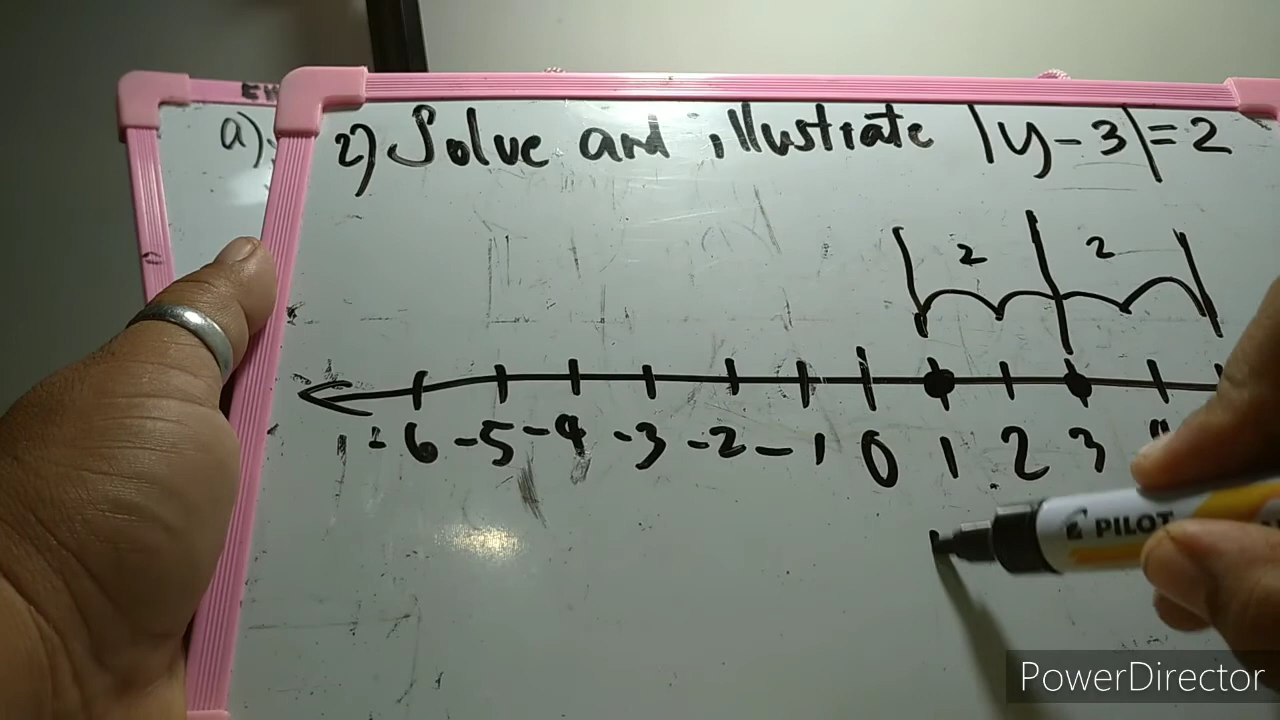 a)
2) Solve and illustrate |y-3|=2
2 2
-6 -5 -4 -3 -2 -1 0 1 2 3
PILOT
PowerDirector